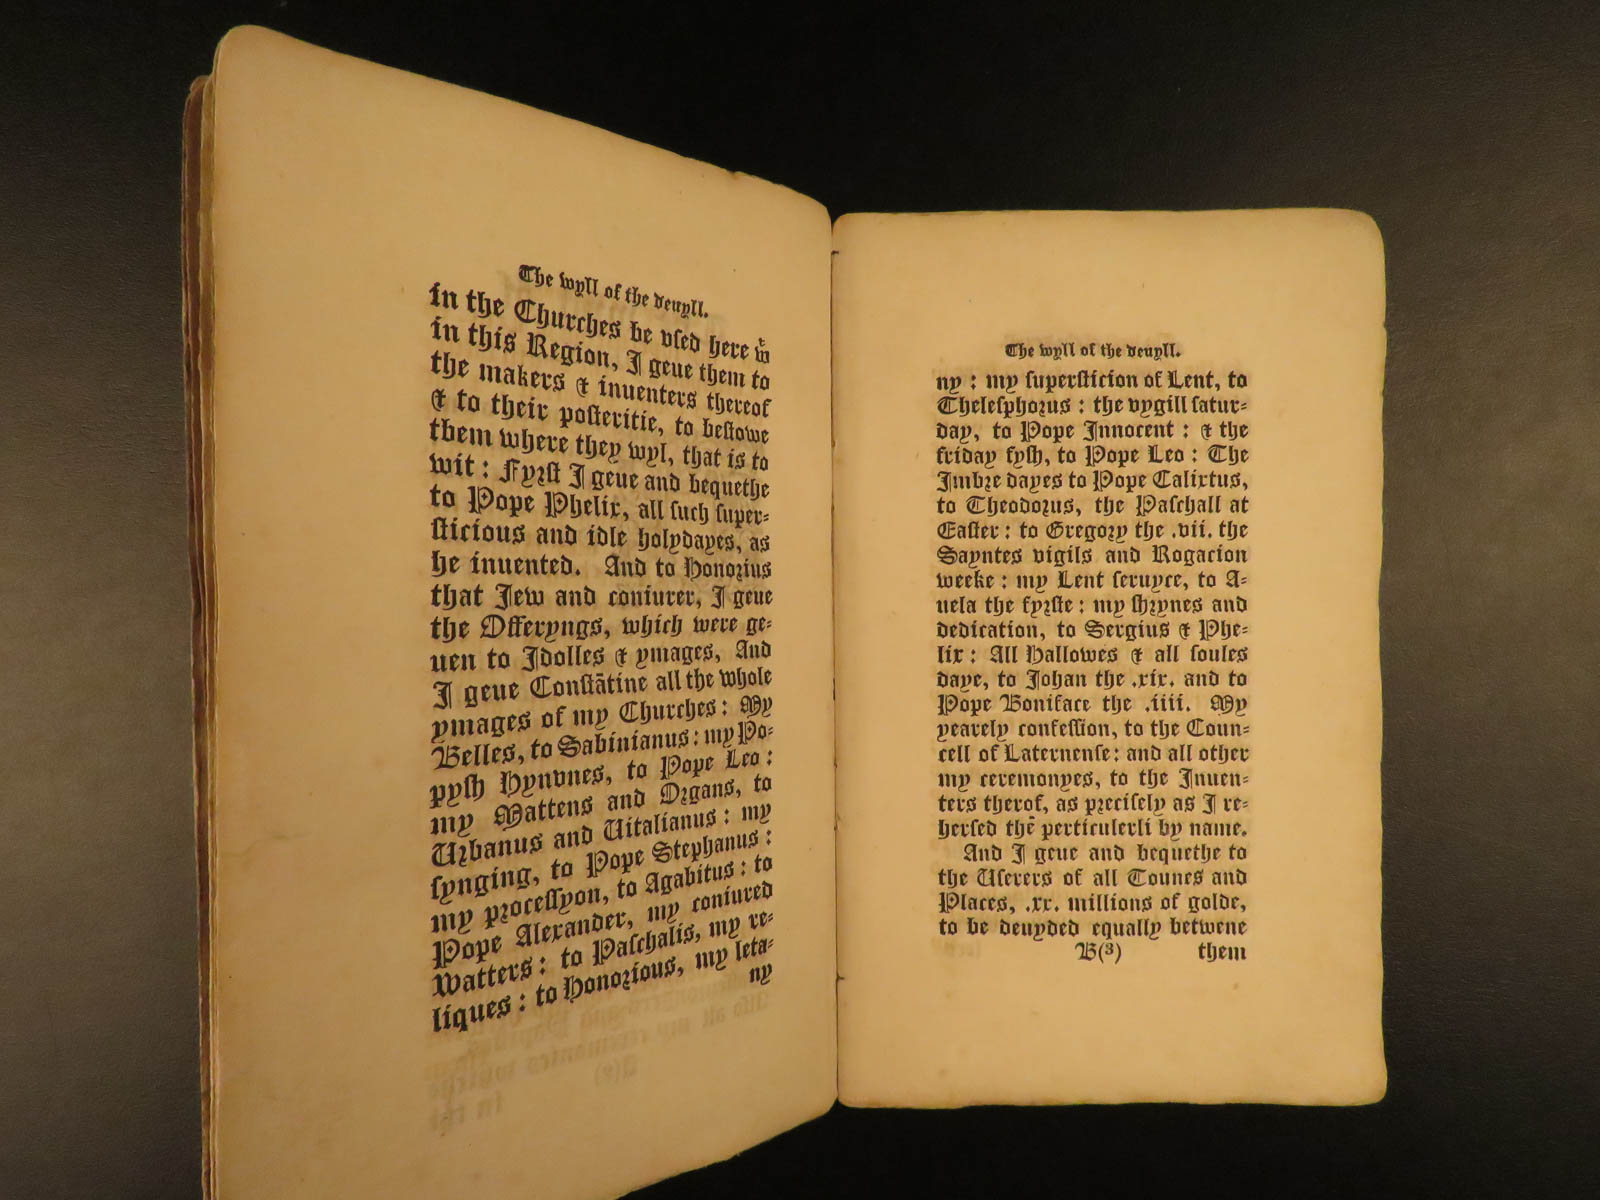 The wyll of the deuyll.
in the Churches be vsed here
in this Region, I geue them to
the makers & inuenters thereof
& to their posteritie, to bestowe
them where they wyl, that is to
wit : Fyrst I geue and bequethe
to Pope Phelix, all such super=
sticious and idle holydayes, as
he inuented. And to Honorius
that Jew and coniurer, I geue
the Offeryngs, which were ge=
uen to Idolles & ymages, And
I geue Constātine all the whole
ymages of my Churches : My
Belles, to Sabinianus : my Po=
pysh Hynvnes, to Pope Leo :
my Mattens and Organs, to
Urbanus and Uitalianus : my
synging, to Pope Stephanus :
my processyon, to Agabitus : to
Pope Alexander, my coniured
Watters : to Paschalis, my re=
liques : to Honorious, my leta=
ny
The wyll of the deuyll.
ny : my supersticion of Lent, to
Thelesphorus : the vygill satur=
day, to Pope Innocent : & the
friday fysh, to Pope Leo : The
Imbre dayes to Pope Calixtus,
to Theodorus, the Paschall at
Easter : to Gregory the .vii. the
Sayntes vigils and Rogacion
weeke : my Lent seruyce, to A=
uela the fyrste : my shrynes and
dedication, to Sergius & Phe=
lix : All Hallowes & all soules
daye, to Johan the .xix. and to
Pope Boniface the .iiii. My
yearely confession, to the Coun=
cell of Laternense : and all other
my ceremonyes, to the Inuen=
ters therof, as precisely as I re=
hersed thē perticulerli by name.
And I geue and bequethe to
the Userers of all Tounes and
Places, .xx. millions of golde,
to be deuyded equally betwene
B(3) them